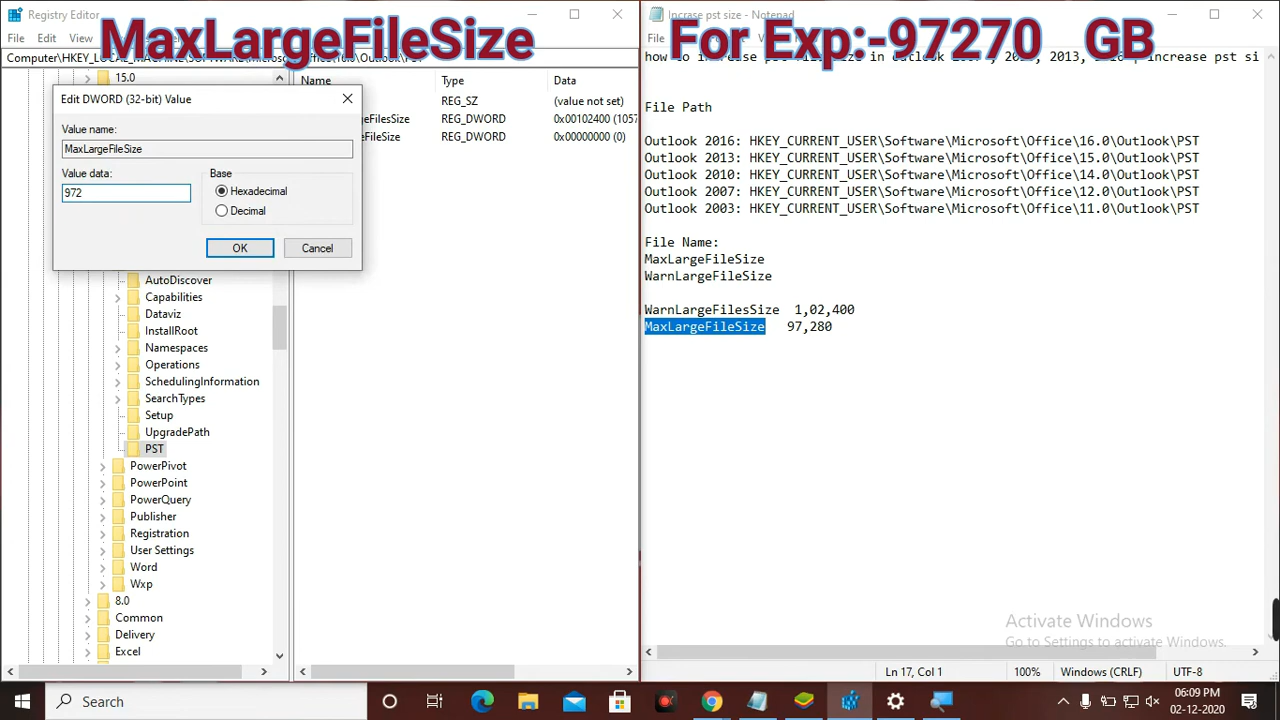 Registry Editor
MaxLargeFileSize
File Edit View
15.0
Edit DWORD (32-bit) Value
Value name:
MaxLargeFileSize
Value data:
972
Base
Hexadecimal
Decimal
OK Cancel
Name Type Data
REG_SZ (value not set)
FileSize REG_DWORD 0x00102400 (1057
FileSize REG_DWORD 0x00000000 (0)
AutoDiscover
Capabilities
Dataviz
InstallRoot
Namespaces
Operations
SchedulingInformation
SearchTypes
Setup
UpgradePath
PST
PowerPivot
PowerPoint
PowerQuery
Publisher
Registration
User Settings
Word
Wxp
8.0
Common
Delivery
Excel
Incrase pst size - Notepad
For Exp:-97270 GB
File
File Path
Outlook 2016: HKEY_CURRENT_USER\Software\Microsoft\Office\16.0\Outlook\PST
Outlook 2013: HKEY_CURRENT_USER\Software\Microsoft\Office\15.0\Outlook\PST
Outlook 2010: HKEY_CURRENT_USER\Software\Microsoft\Office\14.0\Outlook\PST
Outlook 2007: HKEY_CURRENT_USER\Software\Microsoft\Office\12.0\Outlook\PST
Outlook 2003: HKEY_CURRENT_USER\Software\Microsoft\Office\11.0\Outlook\PST
File Name:
MaxLargeFileSize
WarnLargeFileSize
WarnLargeFilesSize 1,02,400
MaxLargeFileSize 97,280
Activate Windows
Go to Settings to activate Windows.
Ln 17, Col 1 100% Windows (CRLF) UTF-8
Search
06:09 PM
02-12-2020